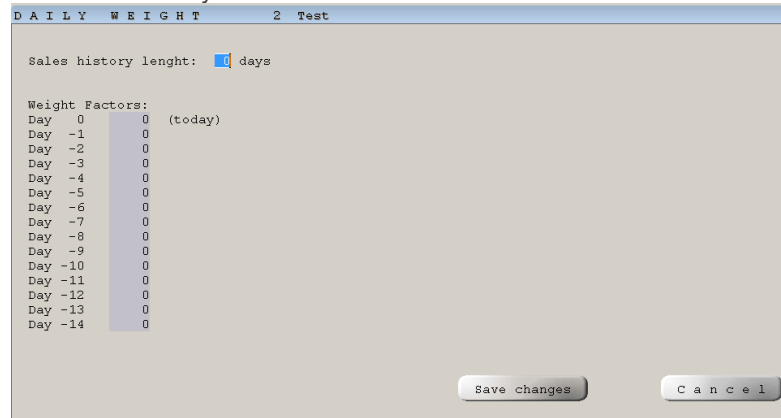 D A I L Y   W E I G H T   2 Test
Sales history lenght: 0 days
Weight Factors:
Day 0 0 (today)
Day -1 0
Day -2 0
Day -3 0
Day -4 0
Day -5 0
Day -6 0
Day -7 0
Day -8 0
Day -9 0
Day -10 0
Day -11 0
Day -12 0
Day -13 0
Day -14 0
Save changes C a n c e l